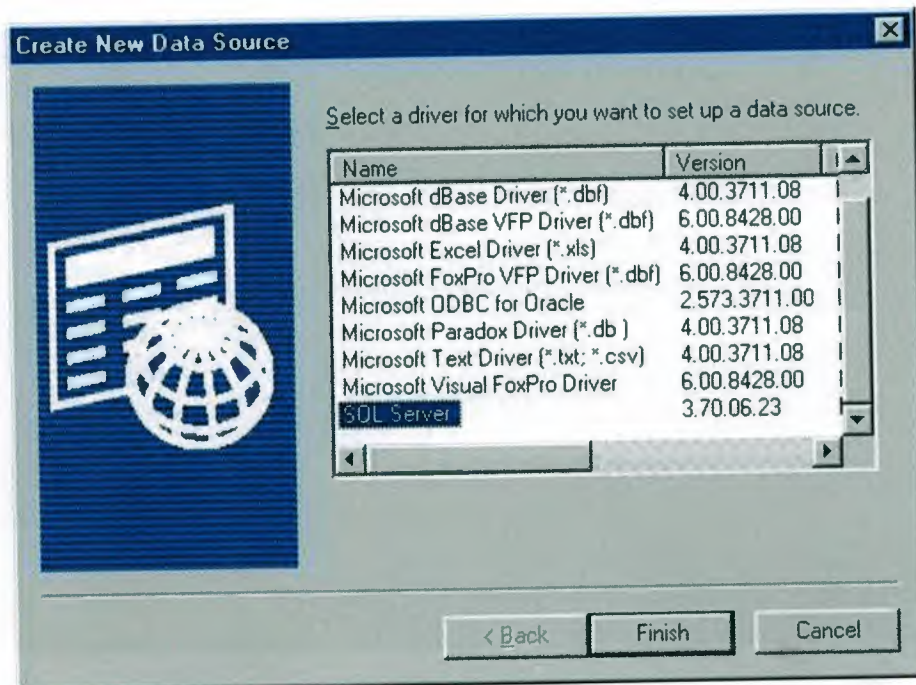 Create New Data Source
Select a driver for which you want to set up a data source.
Name Version
Microsoft dBase Driver (*.dbf) 4.00.3711.08
Microsoft dBase VFP Driver (*.dbf) 6.00.8428.00
Microsoft Excel Driver (*.xls) 4.00.3711.08
Microsoft FoxPro VFP Driver (*.dbf) 6.00.8428.00
Microsoft ODBC for Oracle 2.573.3711.00
Microsoft Paradox Driver (*.db ) 4.00.3711.08
Microsoft Text Driver (*.txt; *.csv) 4.00.3711.08
Microsoft Visual FoxPro Driver 6.00.8428.00
SQL Server 3.70.06.23
< Back Finish Cancel